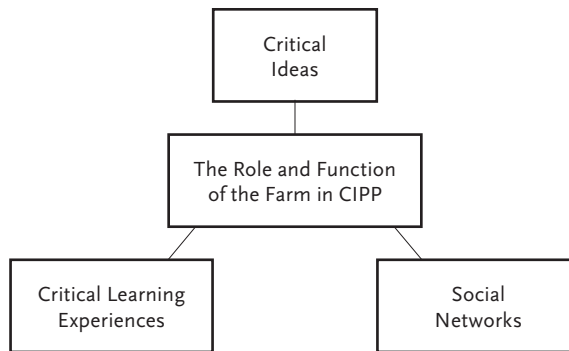 Critical
Ideas
The Role and Function
of the Farm in CIPP
Critical Learning
Experiences
Social
Networks